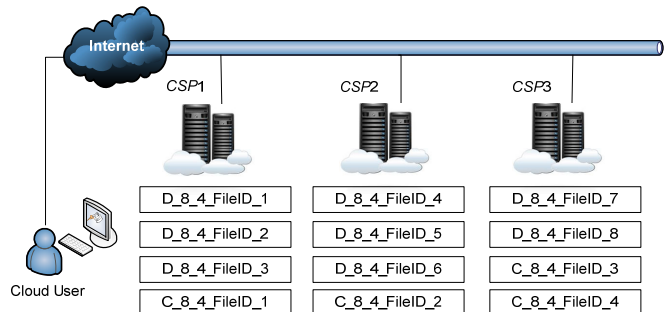 Internet
CSP1 CSP2 CSP3
D_8_4_FileID_1 D_8_4_FileID_4 D_8_4_FileID_7
D_8_4_FileID_2 D_8_4_FileID_5 D_8_4_FileID_8
D_8_4_FileID_3 D_8_4_FileID_6 C_8_4_FileID_3
Cloud User
C_8_4_FileID_1 C_8_4_FileID_2 C_8_4_FileID_4